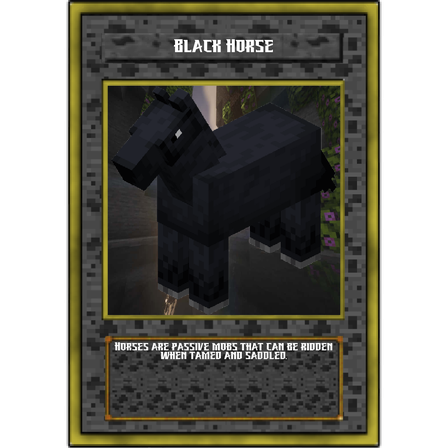 Black Horse
Horses are passive mobs that can be ridden
when tamed and saddled.